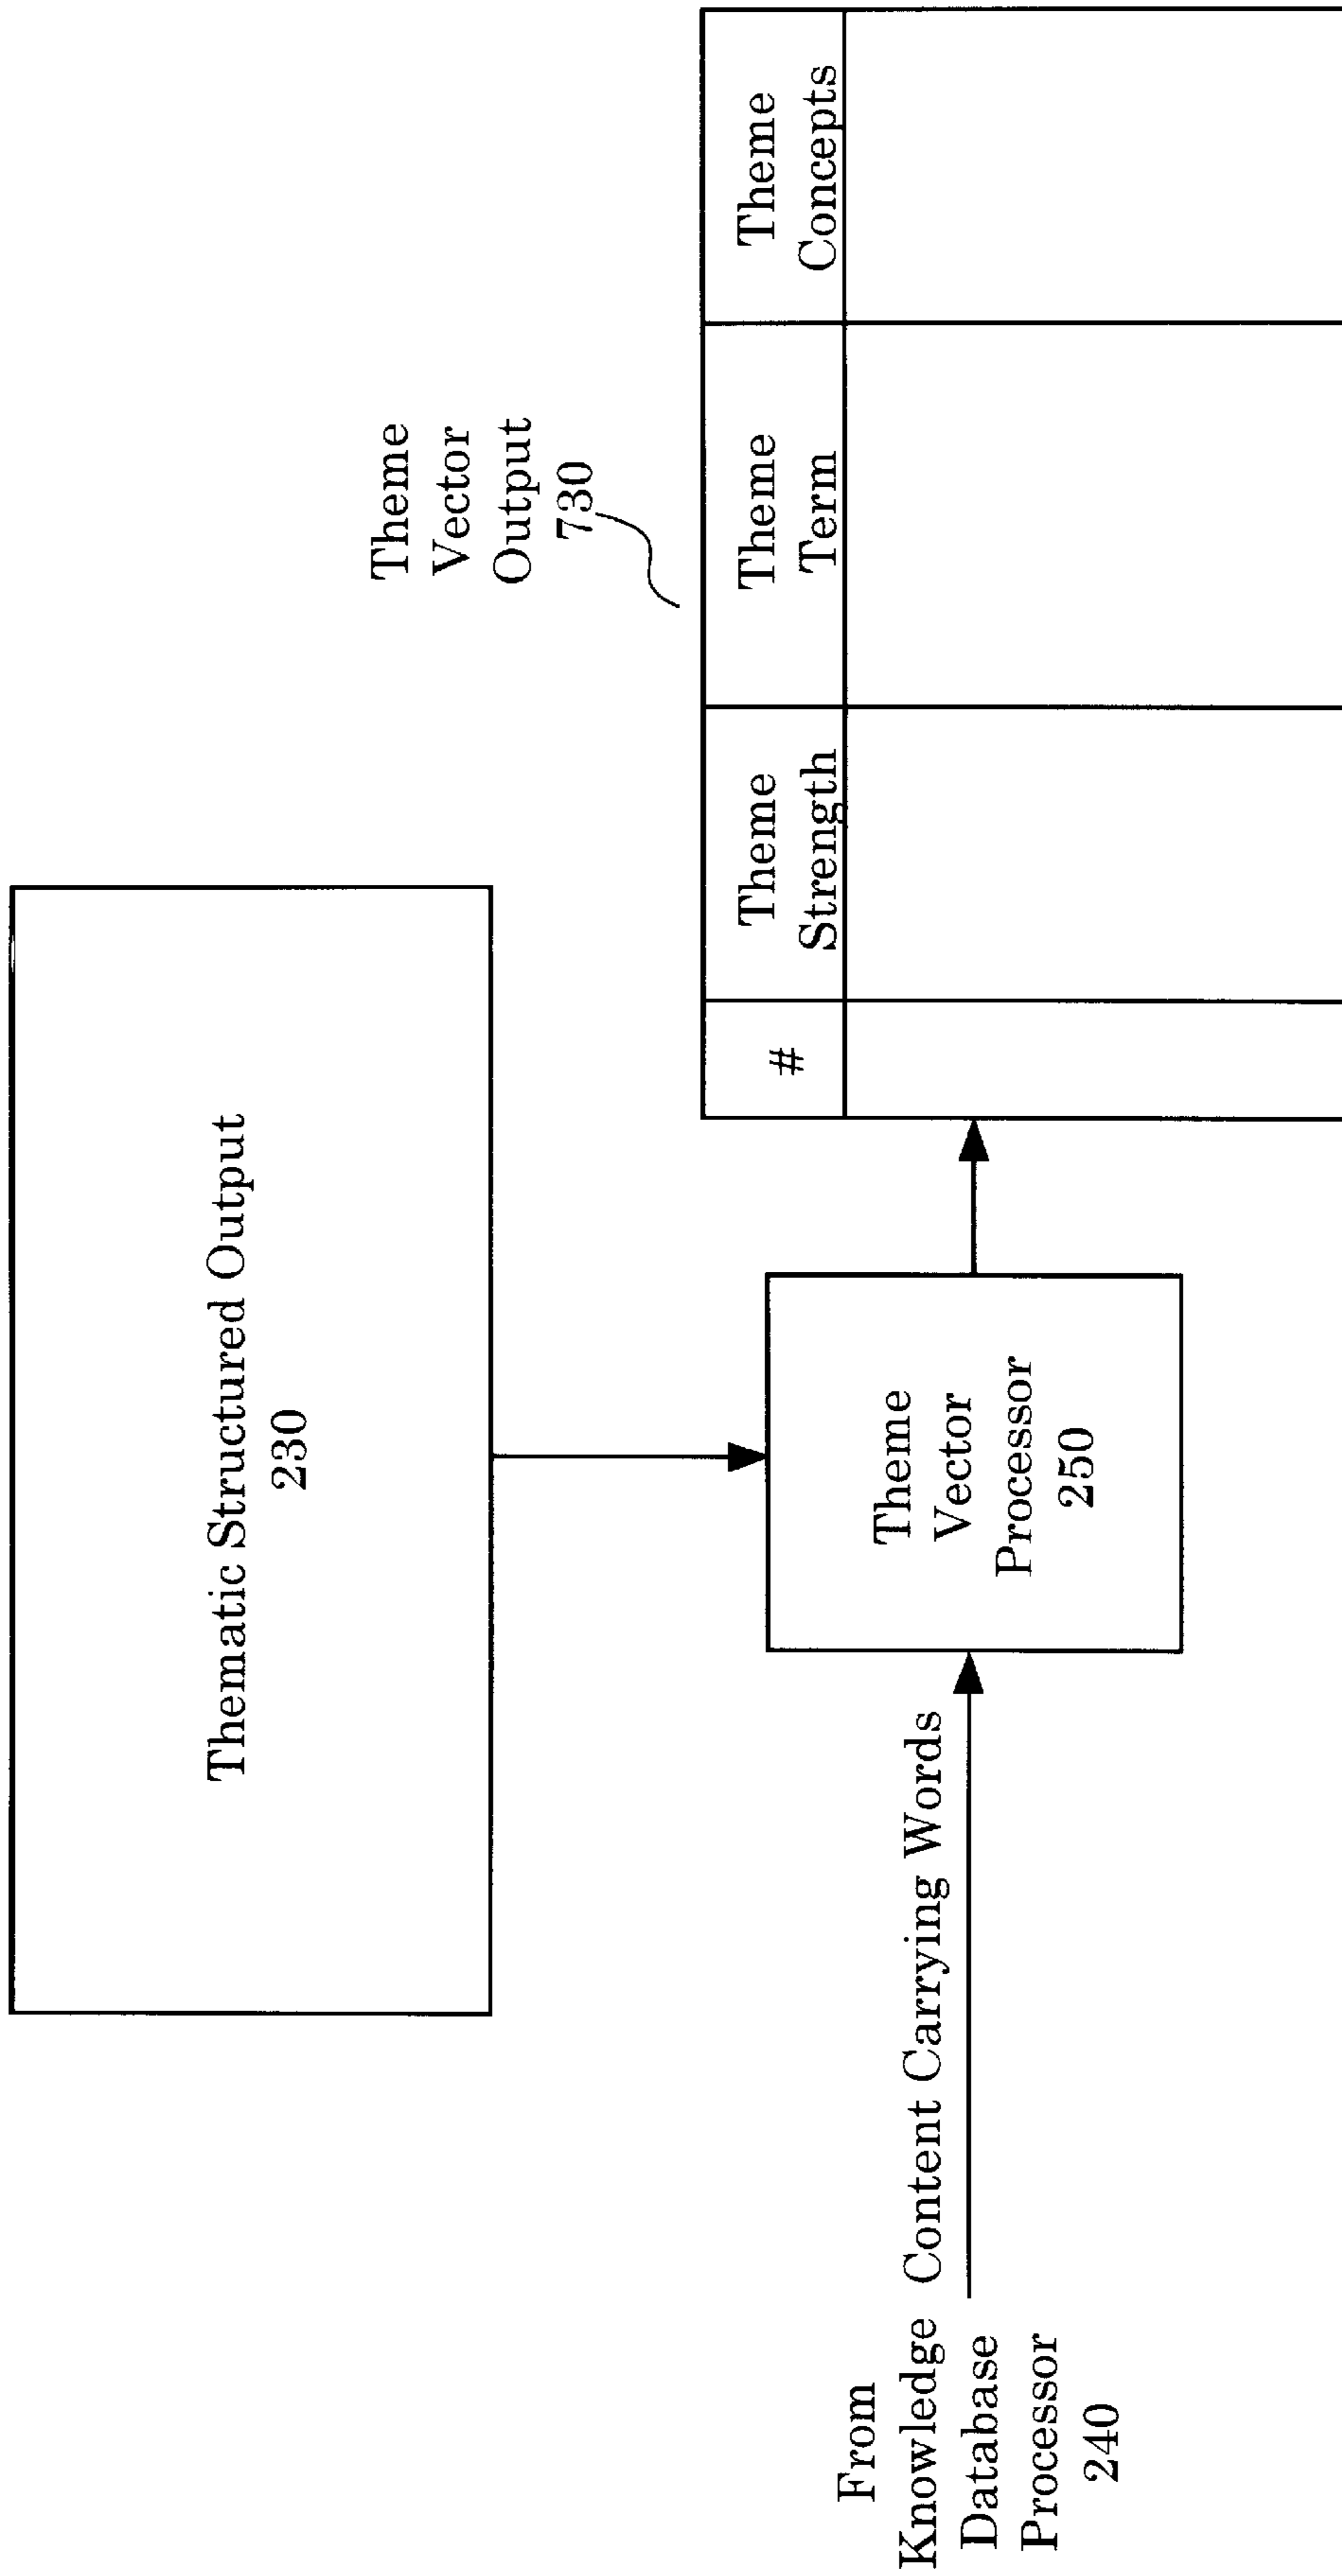 Thematic Structured Output
230
Theme
Vector
Output
730
From
Knowledge
Database
Processor
240
Content Carrying Words
Theme
Vector
Processor
250
#
Theme
Strength
Theme
Term
Theme
Concepts